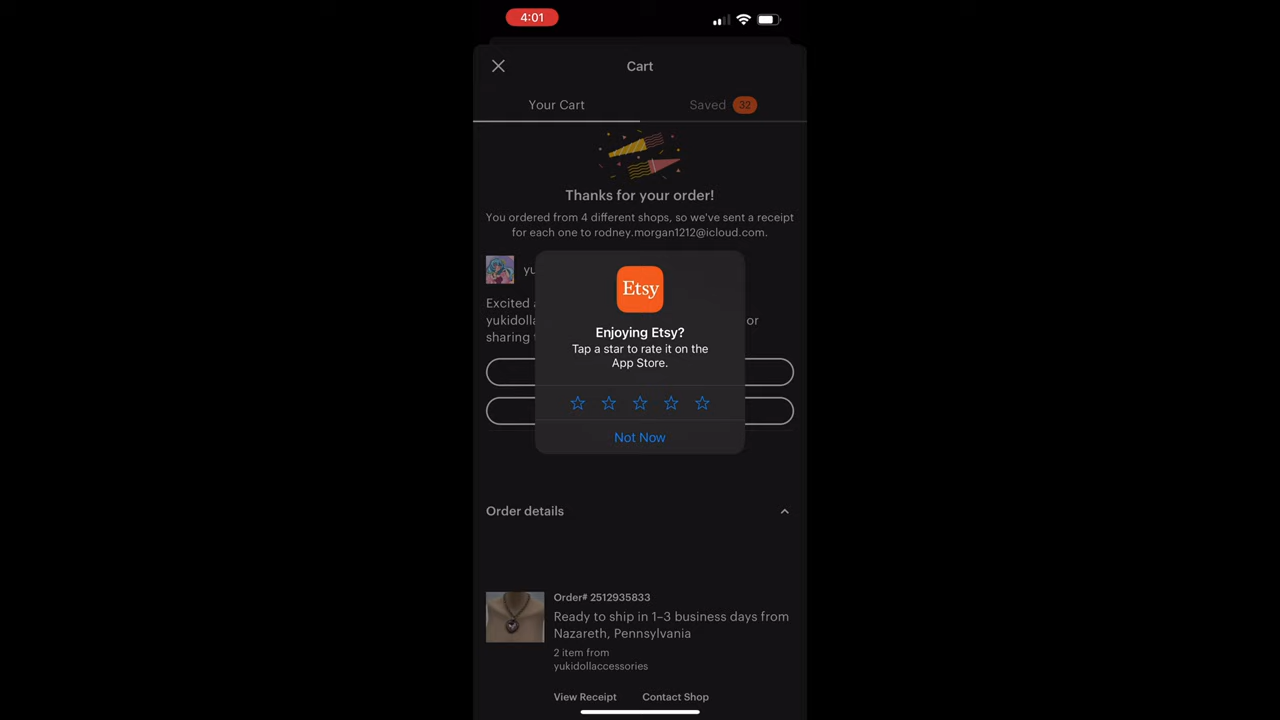 4:01
Cart
Your Cart
Saved 32
Thanks for your order!
You ordered from 4 different shops, so we've sent a receipt
for each one to rodney.morgan1212@icloud.com.
Etsy
Excited
Enjoying Etsy?
yukidoll
or
Tap a star to rate it on the
sharing
App Store.
Not Now
Order details
Order# 2512935833
Ready to ship in 1–3 business days from
Nazareth, Pennsylvania
2 item from
yukidollaccessories
View Receipt Contact Shop